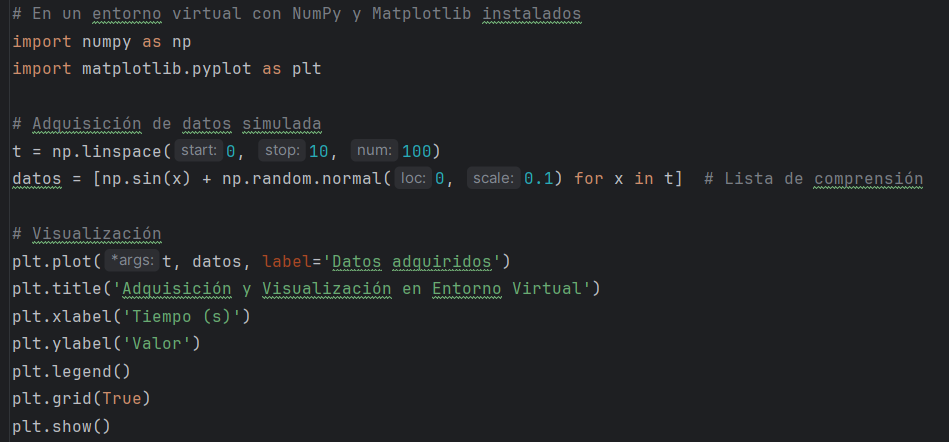 # En un entorno virtual con NumPy y Matplotlib instalados
import numpy as np
import matplotlib.pyplot as plt
# Adquisición de datos simulada
t = np.linspace( start: 0, stop: 10, num: 100)
datos = [np.sin(x) + np.random.normal( loc: 0, scale: 0.1) for x in t]  # Lista de comprensión
# Visualización
plt.plot( *args: t, datos, label='Datos adquiridos')
plt.title('Adquisición y Visualización en Entorno Virtual')
plt.xlabel('Tiempo (s)')
plt.ylabel('Valor')
plt.legend()
plt.grid(True)
plt.show()